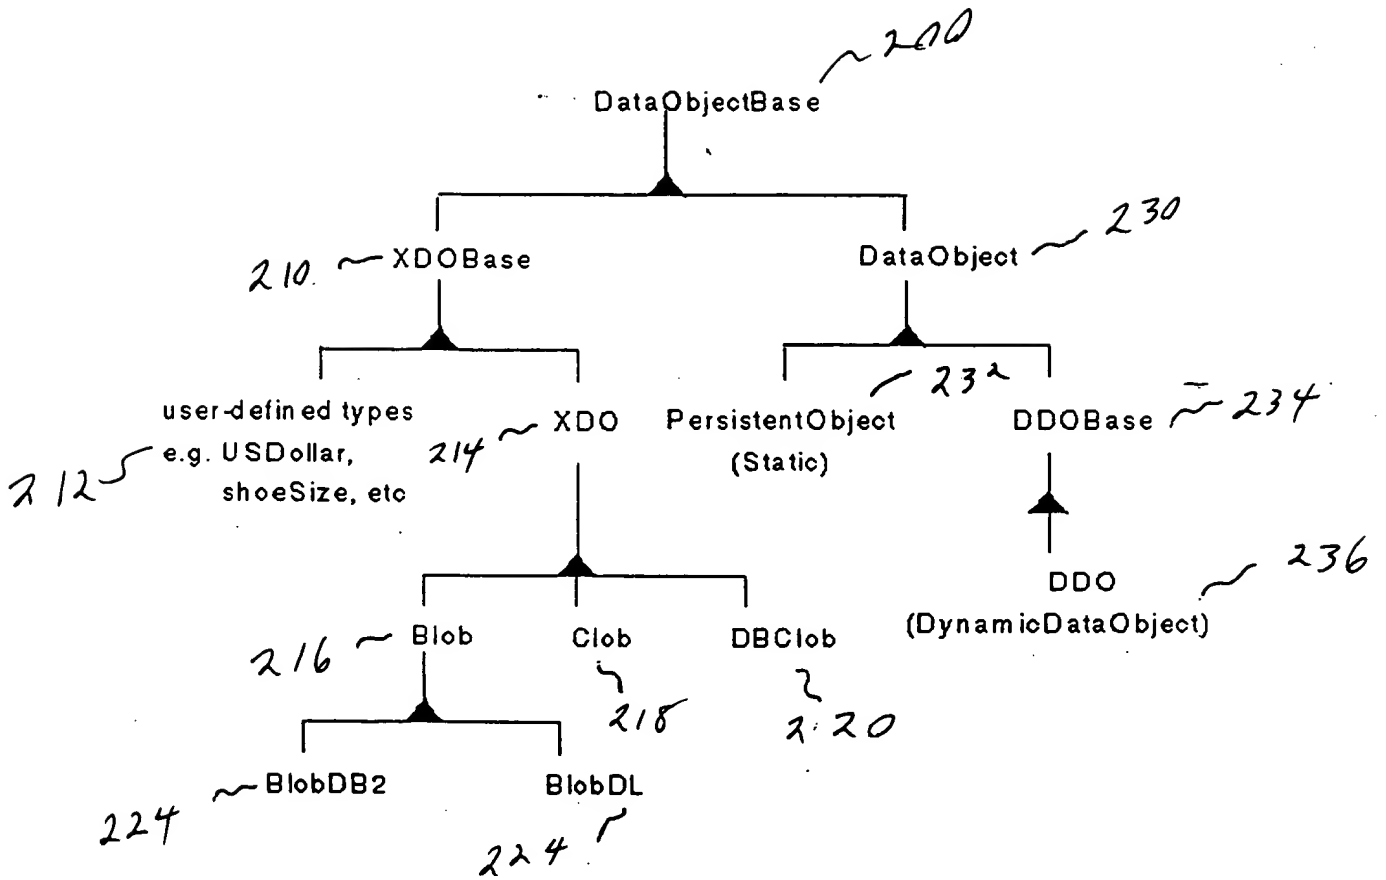 200
DataObjectBase
230
210. XDOBase
DataObject
232
user-defined types
e.g. USDollar,
shoeSize, etc
212
214 XDO
PersistentObject
(Static)
DDOBase 234
236
DDO
(DynamicDataObject)
216 Blob
Clob
DBClob
218
220
224 BlobDB2
BlobDL
224